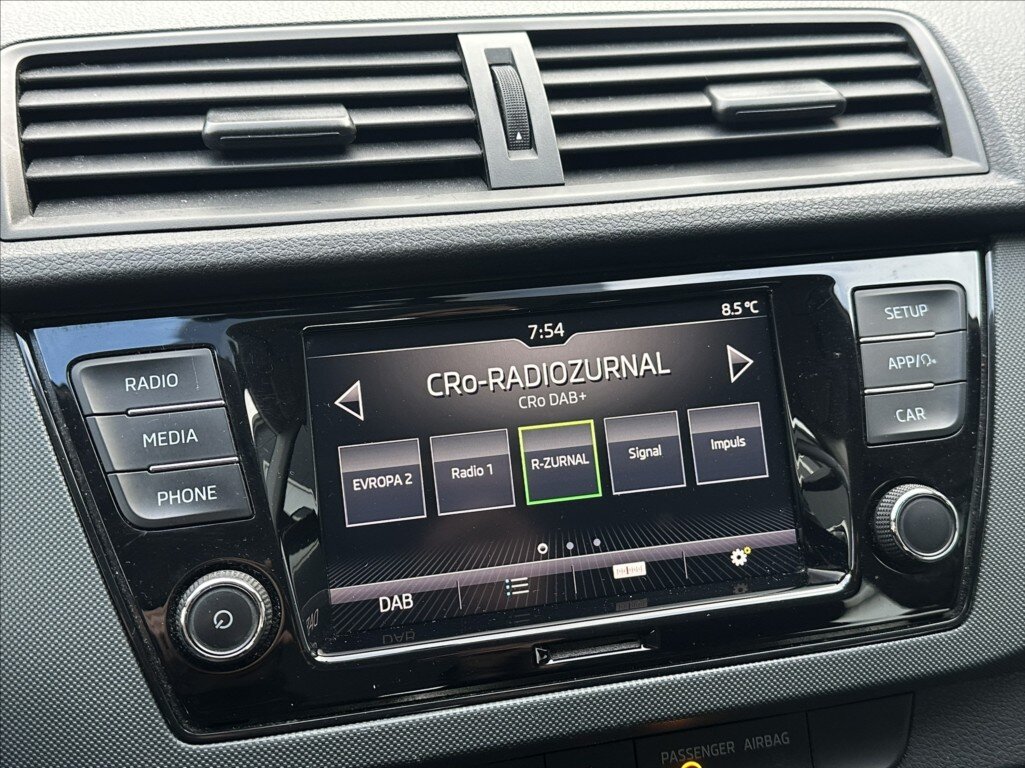 7:54
8.5 °C
CRo-RADIOZURNAL
CRo DAB+
EVROPA 2
Radio 1
R-ZURNAL
Signal
Impuls
DAB
RADIO
MEDIA
PHONE
SETUP
APP/
CAR
PASSENGER AIRBAG